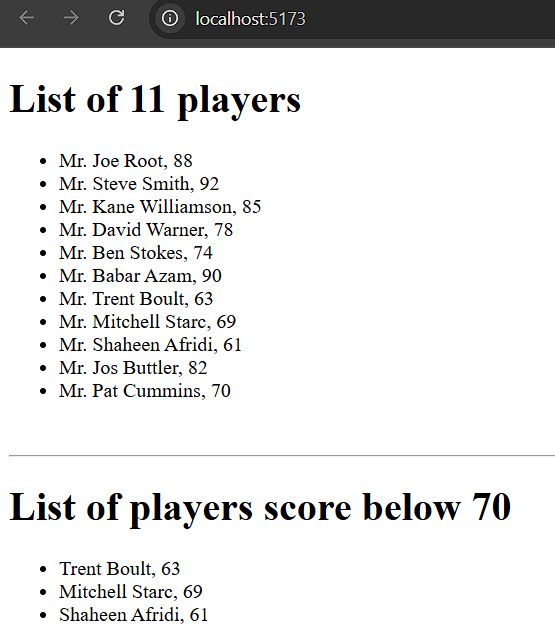 localhost:5173
List of 11 players
Mr. Joe Root, 88
Mr. Steve Smith, 92
Mr. Kane Williamson, 85
Mr. David Warner, 78
Mr. Ben Stokes, 74
Mr. Babar Azam, 90
Mr. Trent Boult, 63
Mr. Mitchell Starc, 69
Mr. Shaheen Afridi, 61
Mr. Jos Buttler, 82
Mr. Pat Cummins, 70
List of players score below 70
Trent Boult, 63
Mitchell Starc, 69
Shaheen Afridi, 61